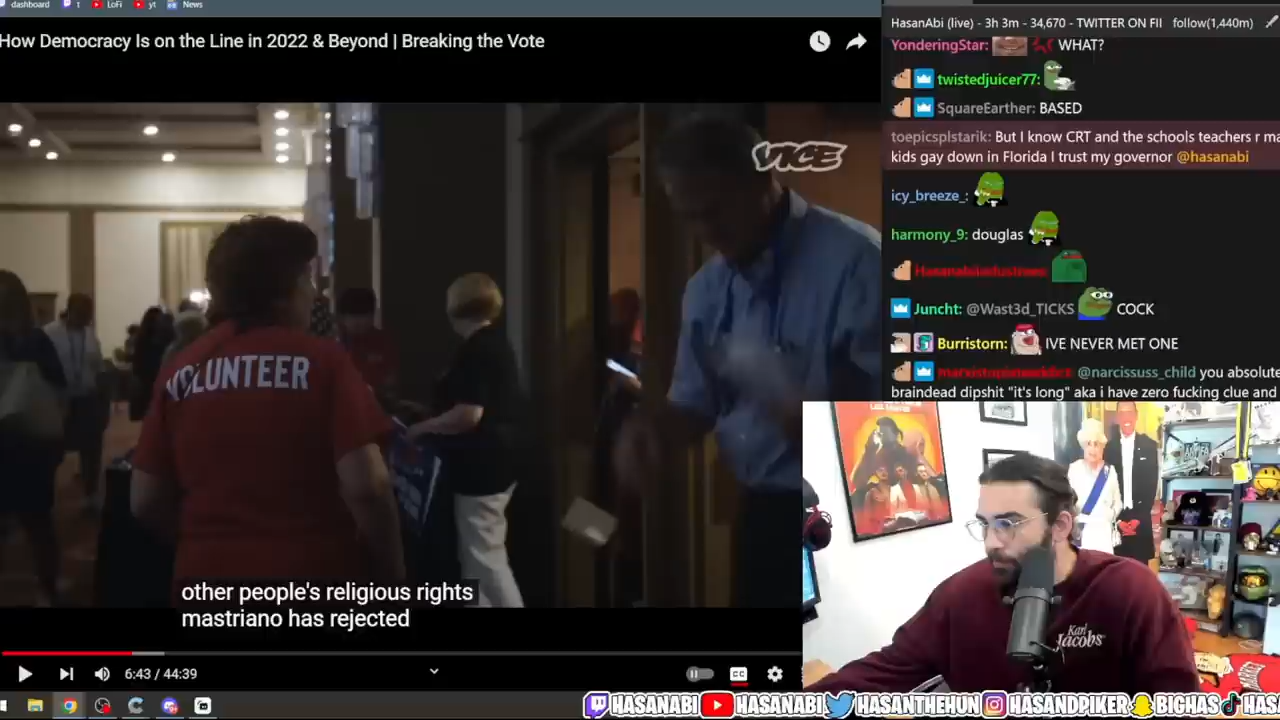 dashboard
t
LoFi
yt
News
How Democracy Is on the Line in 2022 & Beyond | Breaking the Vote
VICE
VOLUNTEER
other people's religious rights
mastriano has rejected
6:43 / 44:39
CC
HasanAbi (live) - 3h 3m - 34,670 - TWITTER ON FII
follow(1,440m)
YonderingStar: WHAT?
twistedjuicer77:
SquareEarther: BASED
toepicsplstarik: But I know CRT and the schools teachers r ma
kids gay down in Florida I trust my governor @hasanabi
icy_breeze_:
harmony_9: douglas
Juncht: @Wast3d_TICKS COCK
Burristorn: IVE NEVER MET ONE
@narcissuss_child you absolute
braindead dipshit "it's long" aka i have zero fucking clue and
Karl
Jacobs
HASANABI
HASANABI
HASANTHEHUN
HASANDPIKER
BIGHAS
HAS